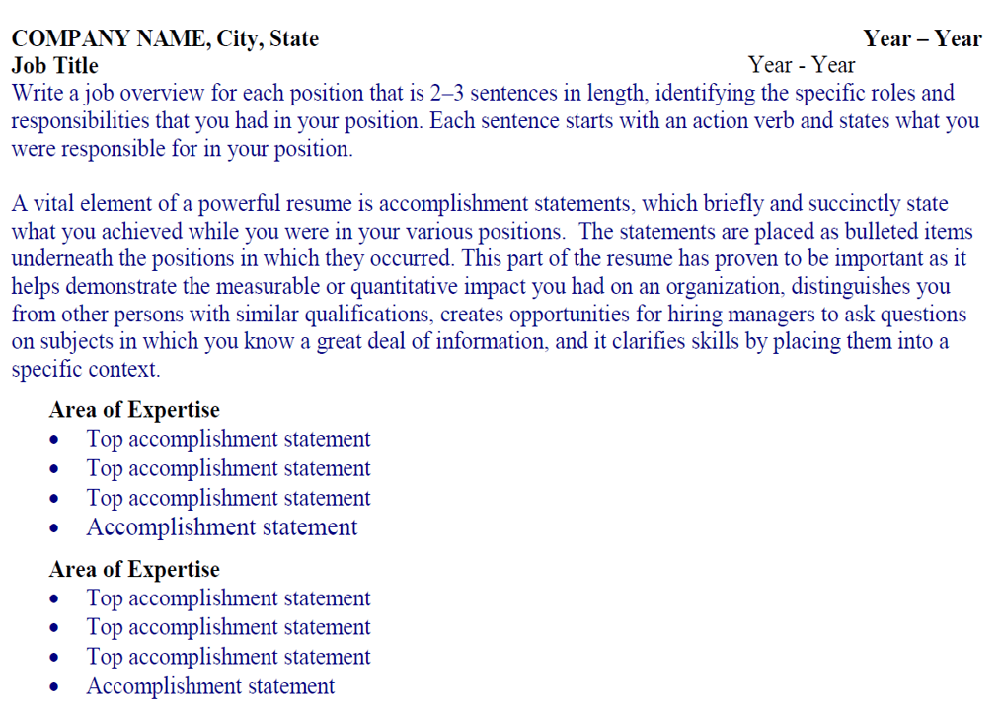 COMPANY NAME, City, State Year – Year
Job Title Year - Year
Write a job overview for each position that is 2–3 sentences in length, identifying the specific roles and
responsibilities that you had in your position. Each sentence starts with an action verb and states what you
were responsible for in your position.
A vital element of a powerful resume is accomplishment statements, which briefly and succinctly state
what you achieved while you were in your various positions.  The statements are placed as bulleted items
underneath the positions in which they occurred. This part of the resume has proven to be important as it
helps demonstrate the measurable or quantitative impact you had on an organization, distinguishes you
from other persons with similar qualifications, creates opportunities for hiring managers to ask questions
on subjects in which you know a great deal of information, and it clarifies skills by placing them into a
specific context.
Area of Expertise
• Top accomplishment statement
• Top accomplishment statement
• Top accomplishment statement
• Accomplishment statement
Area of Expertise
• Top accomplishment statement
• Top accomplishment statement
• Top accomplishment statement
• Accomplishment statement